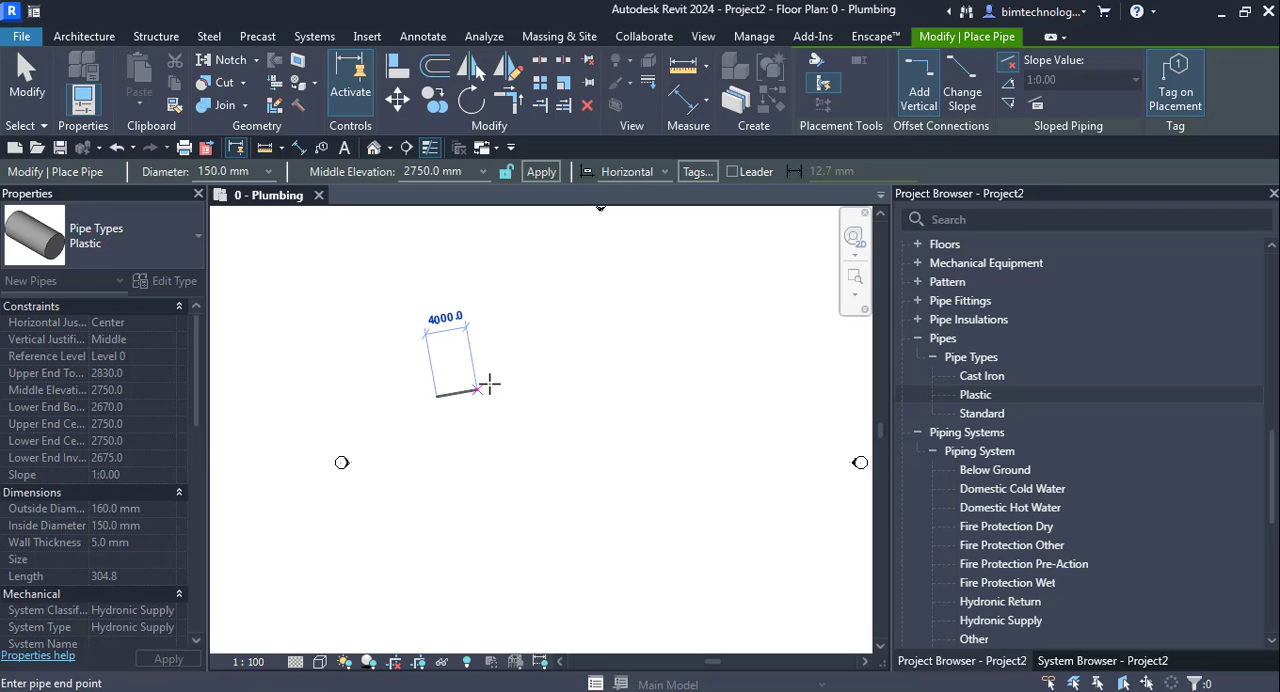 R
Autodesk Revit 2024 - Project2 - Floor Plan: 0 - Plumbing
bimtechnolog...
?
File Architecture Structure Steel Precast Systems Insert Annotate Analyze Massing & Site Collaborate View Manage Add-Ins Enscape™ Modify | Place Pipe
Modify
Paste
Notch
Cut
Join
Activate
Add Vertical
Change Slope
Slope Value:
1:0.00
Tag on Placement
Select Properties Clipboard Geometry Controls Modify View Measure Create Placement Tools Offset Connections Sloped Piping Tag
Modify | Place Pipe Diameter: 150.0 mm Middle Elevation: 2750.0 mm Apply Horizontal Tags... Leader 12.7 mm
Properties
Pipe Types
Plastic
New Pipes Edit Type
Constraints
Horizontal Jus... Center
Vertical Justifi... Middle
Reference Level Level 0
Upper End To... 2830.0
Middle Elevati... 2750.0
Lower End Bo... 2670.0
Upper End Ce... 2750.0
Lower End Ce... 2750.0
Lower End Inv... 2675.0
Slope 1:0.00
Dimensions
Outside Diam... 160.0 mm
Inside Diameter 150.0 mm
Wall Thickness 5.0 mm
Size
Length 304.8
Mechanical
System Classif... Hydronic Supply
System Type Hydronic Supply
System Name
Properties help Apply
0 - Plumbing
2D
4000.0
1 : 100
Project Browser - Project2
Search
Floors
Mechanical Equipment
Pattern
Pipe Fittings
Pipe Insulations
Pipes
Pipe Types
Cast Iron
Plastic
Standard
Piping Systems
Piping System
Below Ground
Domestic Cold Water
Domestic Hot Water
Fire Protection Dry
Fire Protection Other
Fire Protection Pre-Action
Fire Protection Wet
Hydronic Return
Hydronic Supply
Other
Project Browser - Project2 System Browser - Project2
Enter pipe end point
Main Model
:0